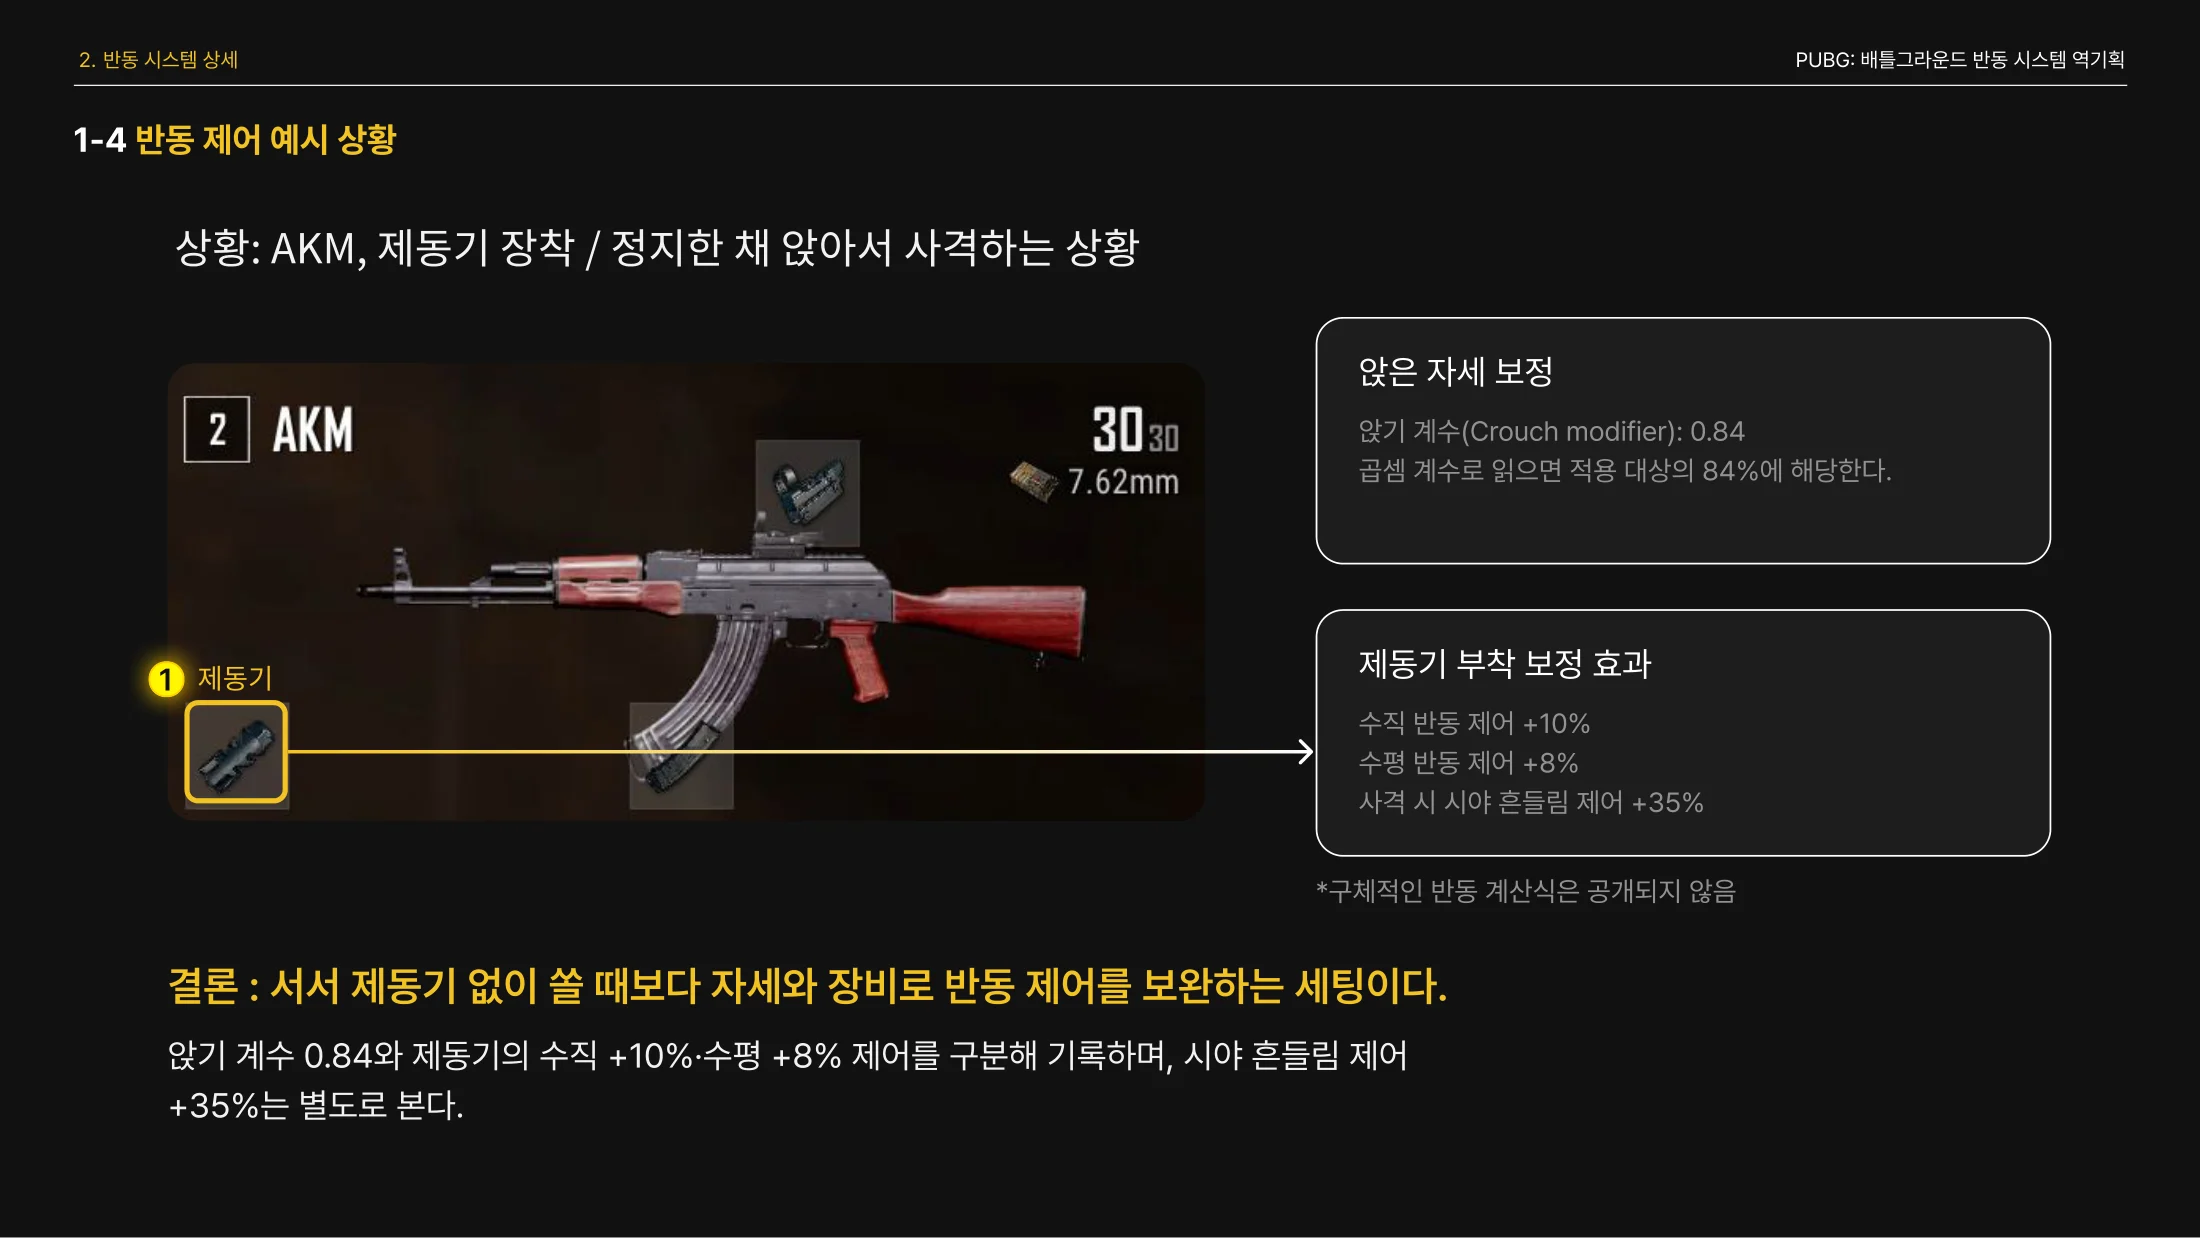 2. 반동 시스템 상세
PUBG: 배틀그라운드 반동 시스템 역기획
1-4 반동 제어 예시 상황
상황: AKM, 제동기 장착 / 정지한 채 앉아서 사격하는 상황
2 AKM
30 30
7.62mm
1 제동기
앉은 자세 보정
앉기 계수(Crouch modifier): 0.84
곱셈 계수로 읽으면 적용 대상의 84%에 해당한다.
제동기 부착 보정 효과
수직 반동 제어 +10%
수평 반동 제어 +8%
사격 시 시야 흔들림 제어 +35%
*구체적인 반동 계산식은 공개되지 않음
결론 : 서서 제동기 없이 쏠 때보다 자세와 장비로 반동 제어를 보완하는 세팅이다.
앉기 계수 0.84와 제동기의 수직 +10%·수평 +8% 제어를 구분해 기록하며, 시야 흔들림 제어
+35%는 별도로 본다.